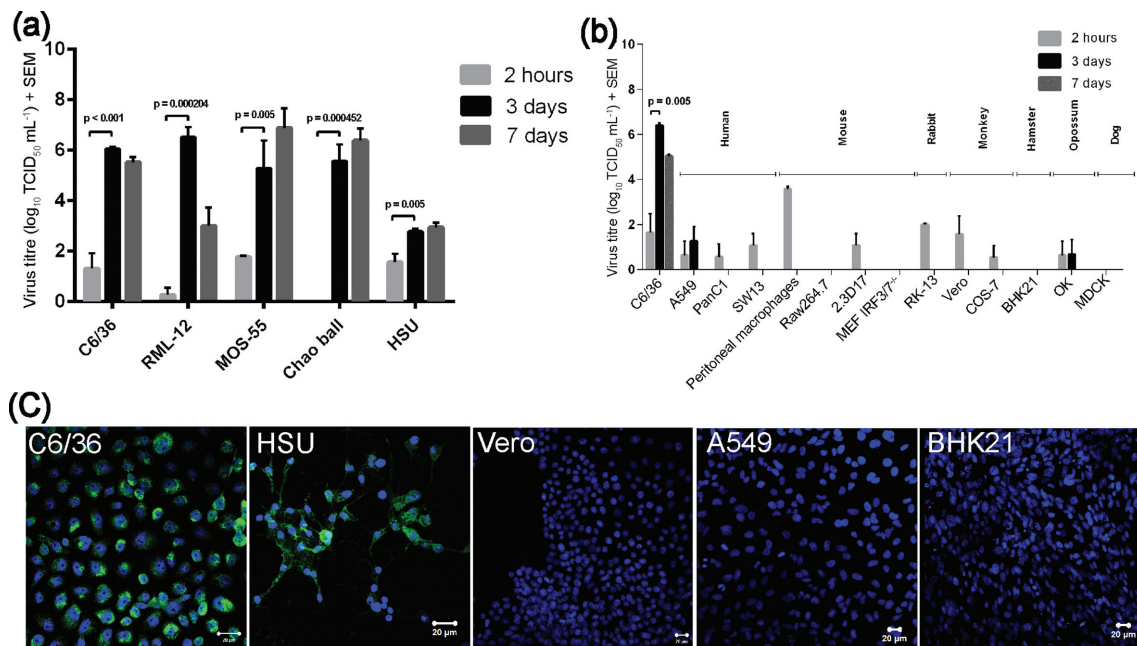 (a)
10
8
6
4
2
0
Virus titre (log10 TCID50 mL-1) + SEM
p < 0.001
p = 0.000204
p = 0.005
p = 0.000452
p = 0.005
2 hours
3 days
7 days
C6/36
RML-12
MOS-55
Chao ball
HSU
(b)
10
8
6
4
2
0
Virus titre (log10 TCID50 mL-1) + SEM
2 hours
3 days
7 days
p = 0.005
Human
Mouse
Rabbit
Monkey
Hamster
Opossum
Dog
C6/36
A549
PanC1
SW13
Peritoneal macrophages
Raw264.7
2.3D17
MEF IRF3/7-/-
RK-13
Vero
COS-7
BHK21
OK
MDCK
(C)
C6/36
HSU
Vero
A549
BHK21
20 µm
20 µm
20 µm
20 µm
20 µm